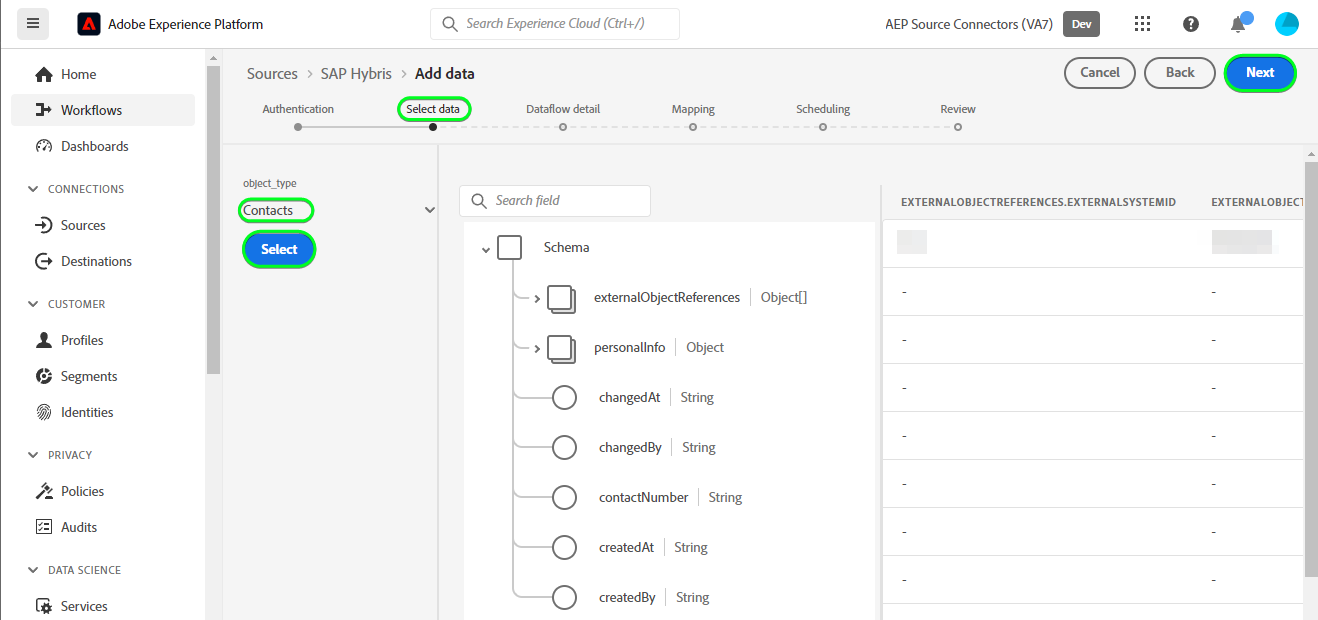 Adobe Experience Platform
Search Experience Cloud (Ctrl+/)
AEP Source Connectors (VA7)
Dev
Home
Workflows
Dashboards
CONNECTIONS
Sources
Destinations
CUSTOMER
Profiles
Segments
Identities
PRIVACY
Policies
Audits
DATA SCIENCE
Services
Sources > SAP Hybris > Add data
Cancel
Back
Next
Authentication
Select data
Dataflow detail
Mapping
Scheduling
Review
object_type
Contacts
Select
Search field
Schema
externalObjectReferences | Object[]
personalInfo | Object
changedAt | String
changedBy | String
contactNumber | String
createdAt | String
createdBy | String
EXTERNALOBJECTREFERENCES.EXTERNALSYSTEMID EXTERNALOBJECT
- -
- -
- -
- -
- -
- -
- -